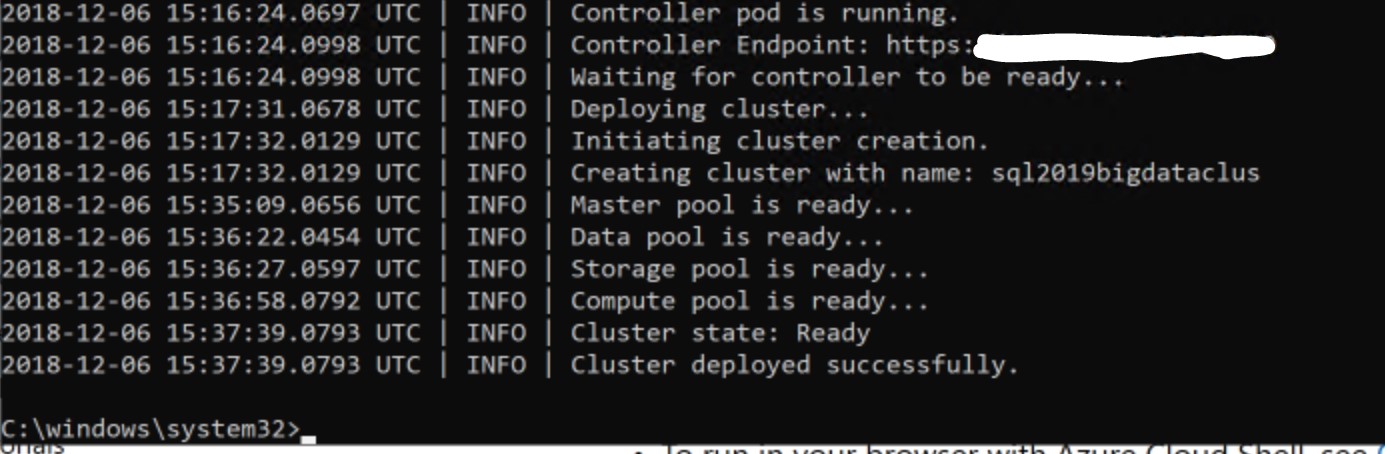 2018-12-06 15:16:24.0697 UTC | INFO | Controller pod is running.
2018-12-06 15:16:24.0998 UTC | INFO | Controller Endpoint: https:
2018-12-06 15:16:24.0998 UTC | INFO | Waiting for controller to be ready...
2018-12-06 15:17:31.0678 UTC | INFO | Deploying cluster...
2018-12-06 15:17:32.0129 UTC | INFO | Initiating cluster creation.
2018-12-06 15:17:32.0129 UTC | INFO | Creating cluster with name: sql2019bigdataclus
2018-12-06 15:35:09.0656 UTC | INFO | Master pool is ready...
2018-12-06 15:36:22.0454 UTC | INFO | Data pool is ready...
2018-12-06 15:36:27.0597 UTC | INFO | Storage pool is ready...
2018-12-06 15:36:58.0792 UTC | INFO | Compute pool is ready...
2018-12-06 15:37:39.0793 UTC | INFO | Cluster state: Ready
2018-12-06 15:37:39.0793 UTC | INFO | Cluster deployed successfully.
C:\windows\system32>
To run in your browser with Azure Cloud Shell, see